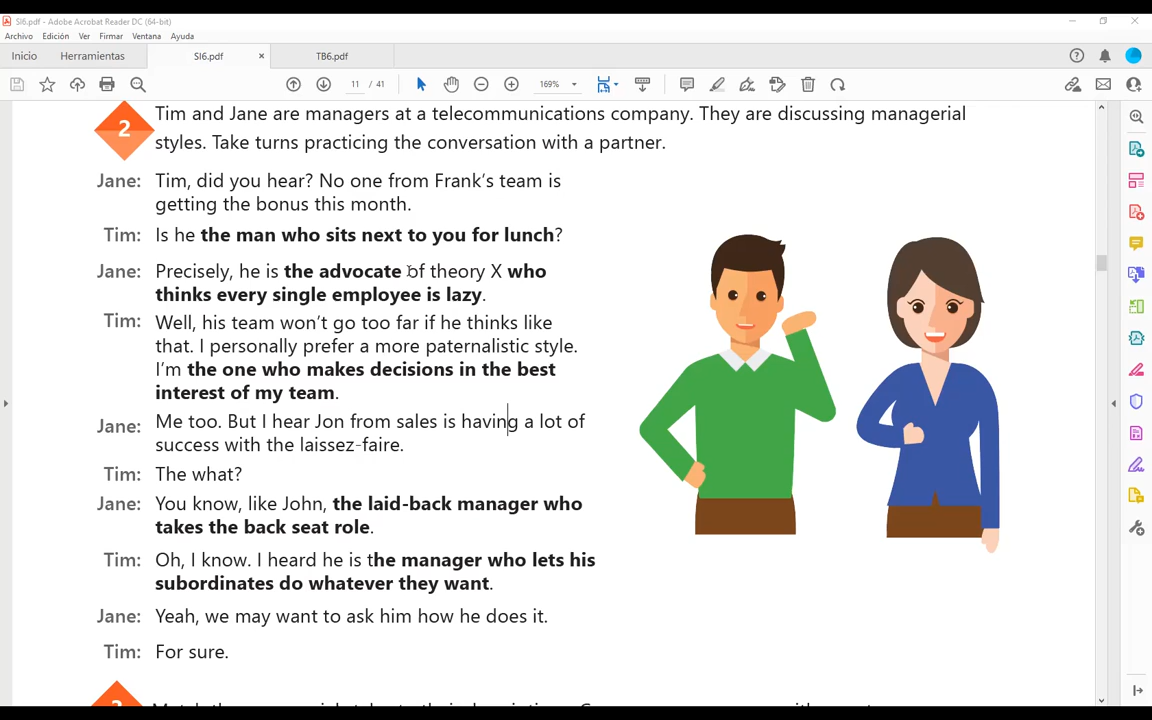 SI6.pdf - Adobe Acrobat Reader DC (64-bit)
Archivo Edición Ver Firmar Ventana Ayuda
Inicio Herramientas SI6.pdf × TB6.pdf
11 / 41 169%
2 Tim and Jane are managers at a telecommunications company. They are discussing managerial
styles. Take turns practicing the conversation with a partner.
Jane: Tim, did you hear? No one from Frank's team is
getting the bonus this month.
Tim: Is he the man who sits next to you for lunch?
Jane: Precisely, he is the advocate of theory X who
thinks every single employee is lazy.
Tim: Well, his team won't go too far if he thinks like
that. I personally prefer a more paternalistic style.
I'm the one who makes decisions in the best
interest of my team.
Jane: Me too. But I hear Jon from sales is having a lot of
success with the laissez-faire.
Tim: The what?
Jane: You know, like John, the laid-back manager who
takes the back seat role.
Tim: Oh, I know. I heard he is the manager who lets his
subordinates do whatever they want.
Jane: Yeah, we may want to ask him how he does it.
Tim: For sure.